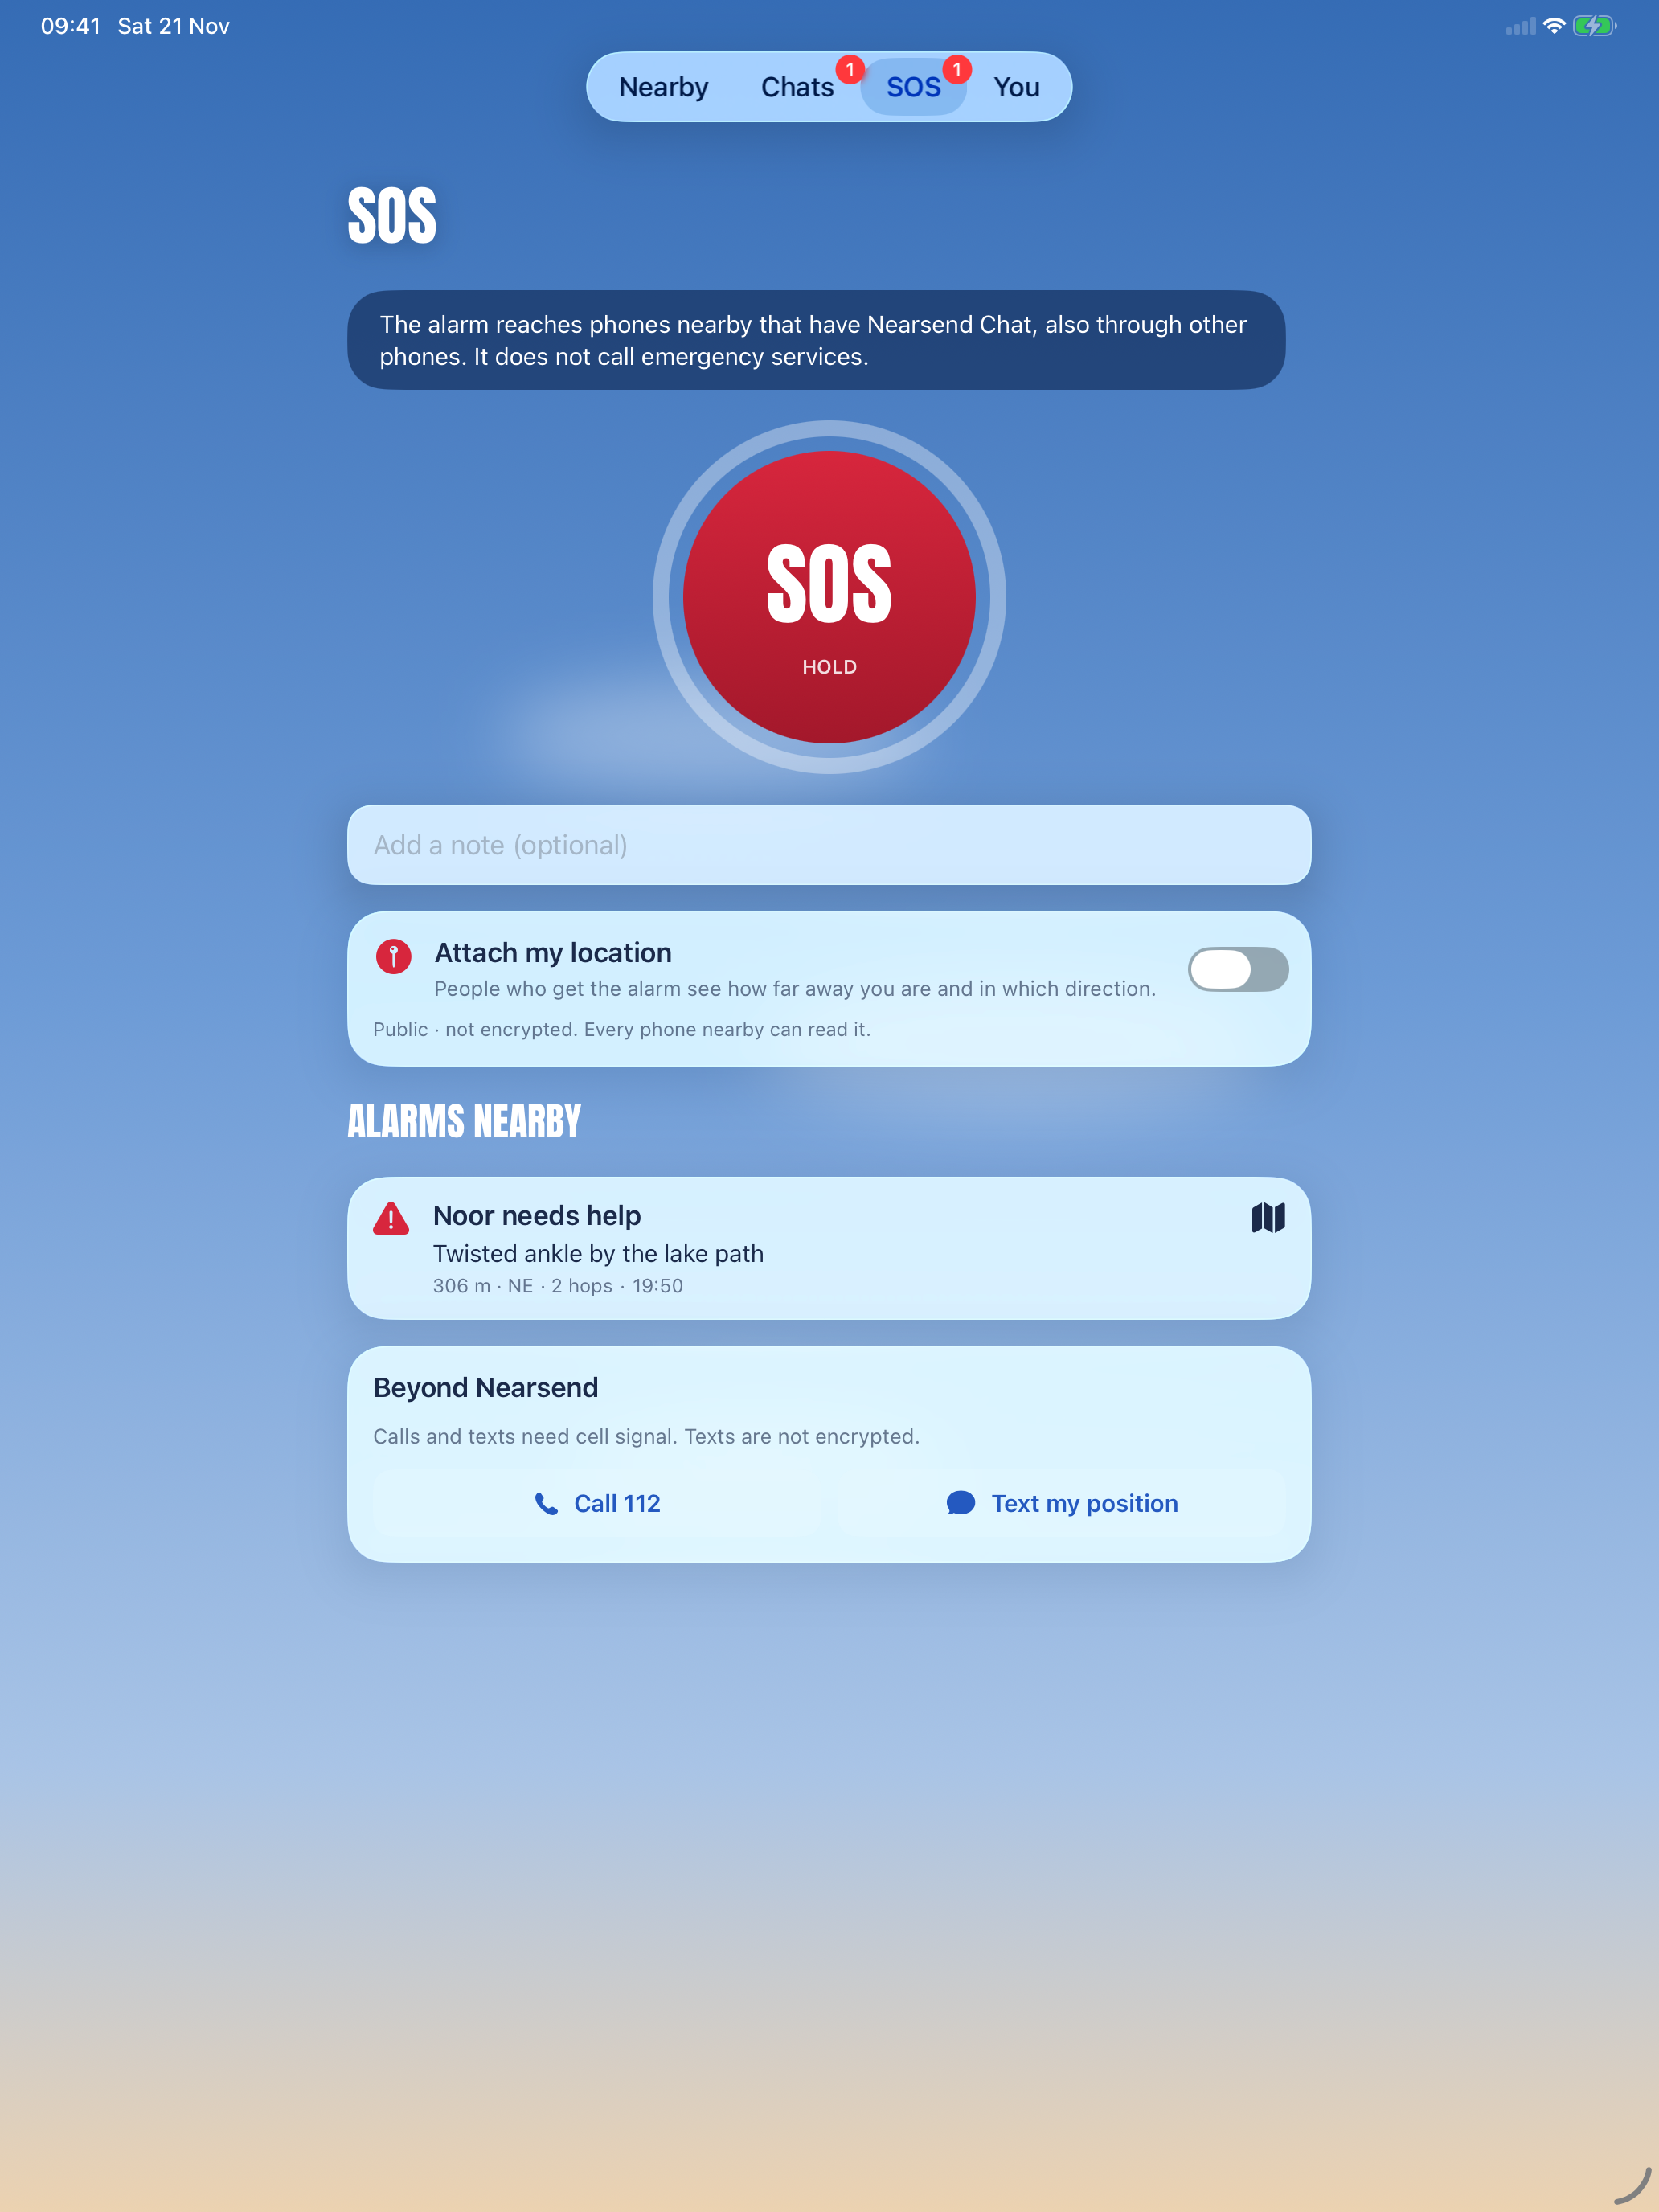 09:41 Sat 21 Nov
Nearby Chats 1 SOS 1 You
SOS
The alarm reaches phones nearby that have Nearsend Chat, also through other
phones. It does not call emergency services.
SOS
HOLD
Add a note (optional)
Attach my location
People who get the alarm see how far away you are and in which direction.
Public · not encrypted. Every phone nearby can read it.
ALARMS NEARBY
Noor needs help
Twisted ankle by the lake path
306 m · NE · 2 hops · 19:50
Beyond Nearsend
Calls and texts need cell signal. Texts are not encrypted.
Call 112
Text my position